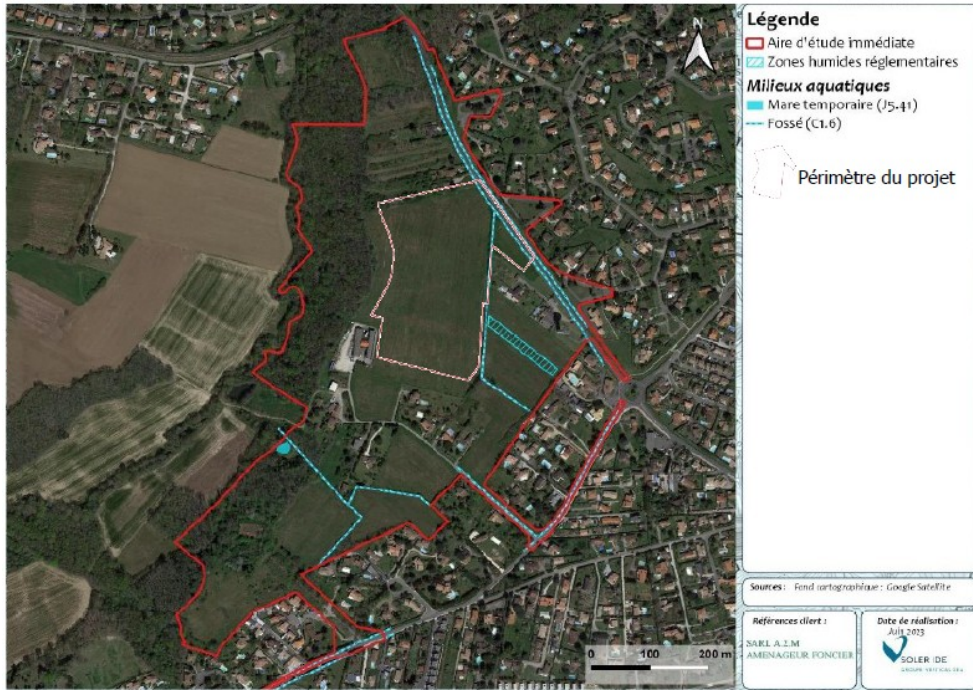 N
Légende
Aire d'étude immédiate
Zones humides réglementaires
Milieux aquatiques
Mare temporaire (J5.41)
Fossé (C1.6)
Périmètre du projet
Sources : Fond cartographique : Google Satellite
Références client :
SARL A.2.M
AMENAGEUR FONCIER
Date de réalisation :
Juin 2023
SOLER IDE
0 100 200 m